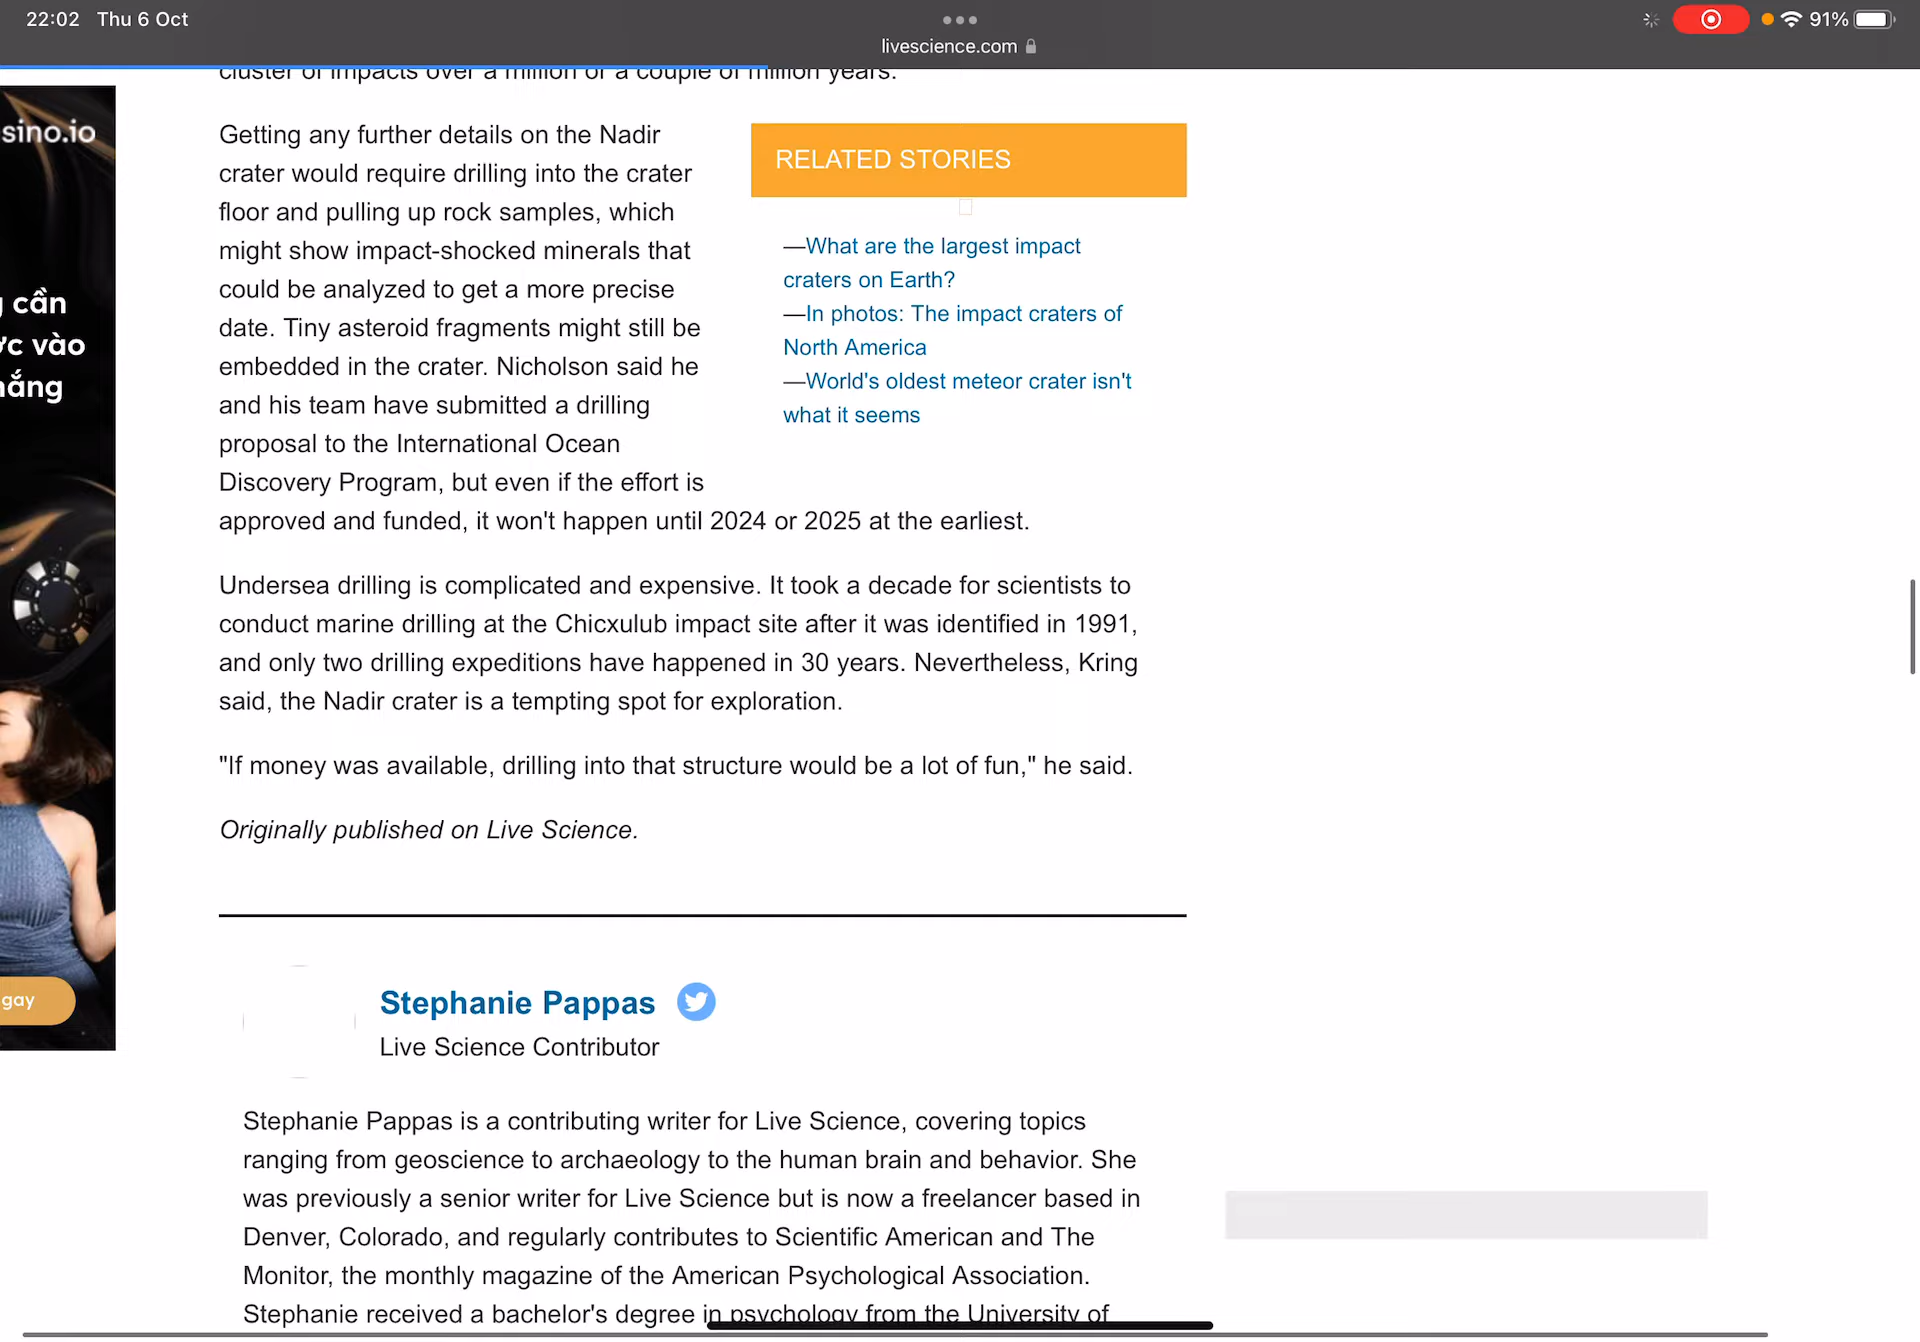 22:02 Thu 6 Oct
91%
livescience.com
cluster of impacts over a million or a couple of million years.
sino.io
cần
vào
gay
Getting any further details on the Nadir
crater would require drilling into the crater
floor and pulling up rock samples, which
might show impact-shocked minerals that
could be analyzed to get a more precise
date. Tiny asteroid fragments might still be
embedded in the crater. Nicholson said he
and his team have submitted a drilling
proposal to the International Ocean
Discovery Program, but even if the effort is
approved and funded, it won't happen until 2024 or 2025 at the earliest.
RELATED STORIES
—What are the largest impact
craters on Earth?
—In photos: The impact craters of
North America
—World's oldest meteor crater isn't
what it seems
Undersea drilling is complicated and expensive. It took a decade for scientists to
conduct marine drilling at the Chicxulub impact site after it was identified in 1991,
and only two drilling expeditions have happened in 30 years. Nevertheless, Kring
said, the Nadir crater is a tempting spot for exploration.
"If money was available, drilling into that structure would be a lot of fun," he said.
Originally published on Live Science.
Stephanie Pappas
Live Science Contributor
Stephanie Pappas is a contributing writer for Live Science, covering topics
ranging from geoscience to archaeology to the human brain and behavior. She
was previously a senior writer for Live Science but is now a freelancer based in
Denver, Colorado, and regularly contributes to Scientific American and The
Monitor, the monthly magazine of the American Psychological Association.
Stephanie received a bachelor's degree in psychology from the University of